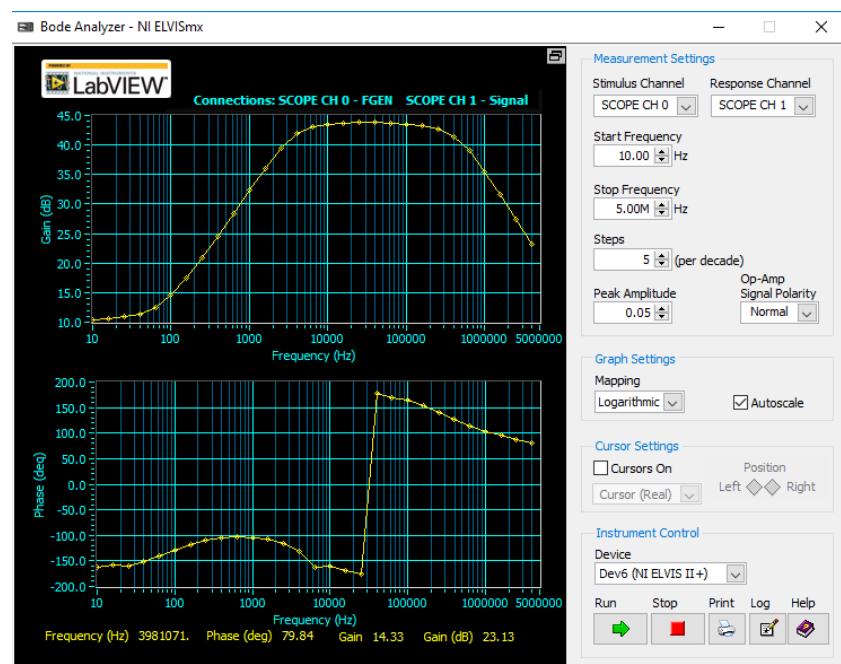 Bode Analyzer - NI ELVISmx
POWERED BY
NATIONAL INSTRUMENTS
LabVIEW™
Connections: SCOPE CH 0 - FGEN SCOPE CH 1 - Signal
45.0
40.0
35.0
30.0
25.0
20.0
15.0
10.0
Gain (dB)
10 100 1000 10000 100000 1000000 5000000
Frequency (Hz)
200.0
150.0
100.0
50.0
0.0
-50.0
-100.0
-150.0
-200.0
Phase (deg)
10 100 1000 10000 100000 1000000 5000000
Frequency (Hz)
Frequency (Hz) 3981071. Phase (deg) 79.84 Gain 14.33 Gain (dB) 23.13
Measurement Settings
Stimulus Channel Response Channel
SCOPE CH 0 SCOPE CH 1
Start Frequency
10.00 Hz
Stop Frequency
5.00M Hz
Steps
5 (per decade)
Op-Amp
Peak Amplitude Signal Polarity
0.05 Normal
Graph Settings
Mapping
Logarithmic Autoscale
Cursor Settings
Cursors On Position
Cursor (Real) Left Right
Instrument Control
Device
Dev6 (NI ELVIS II+)
Run Stop Print Log Help